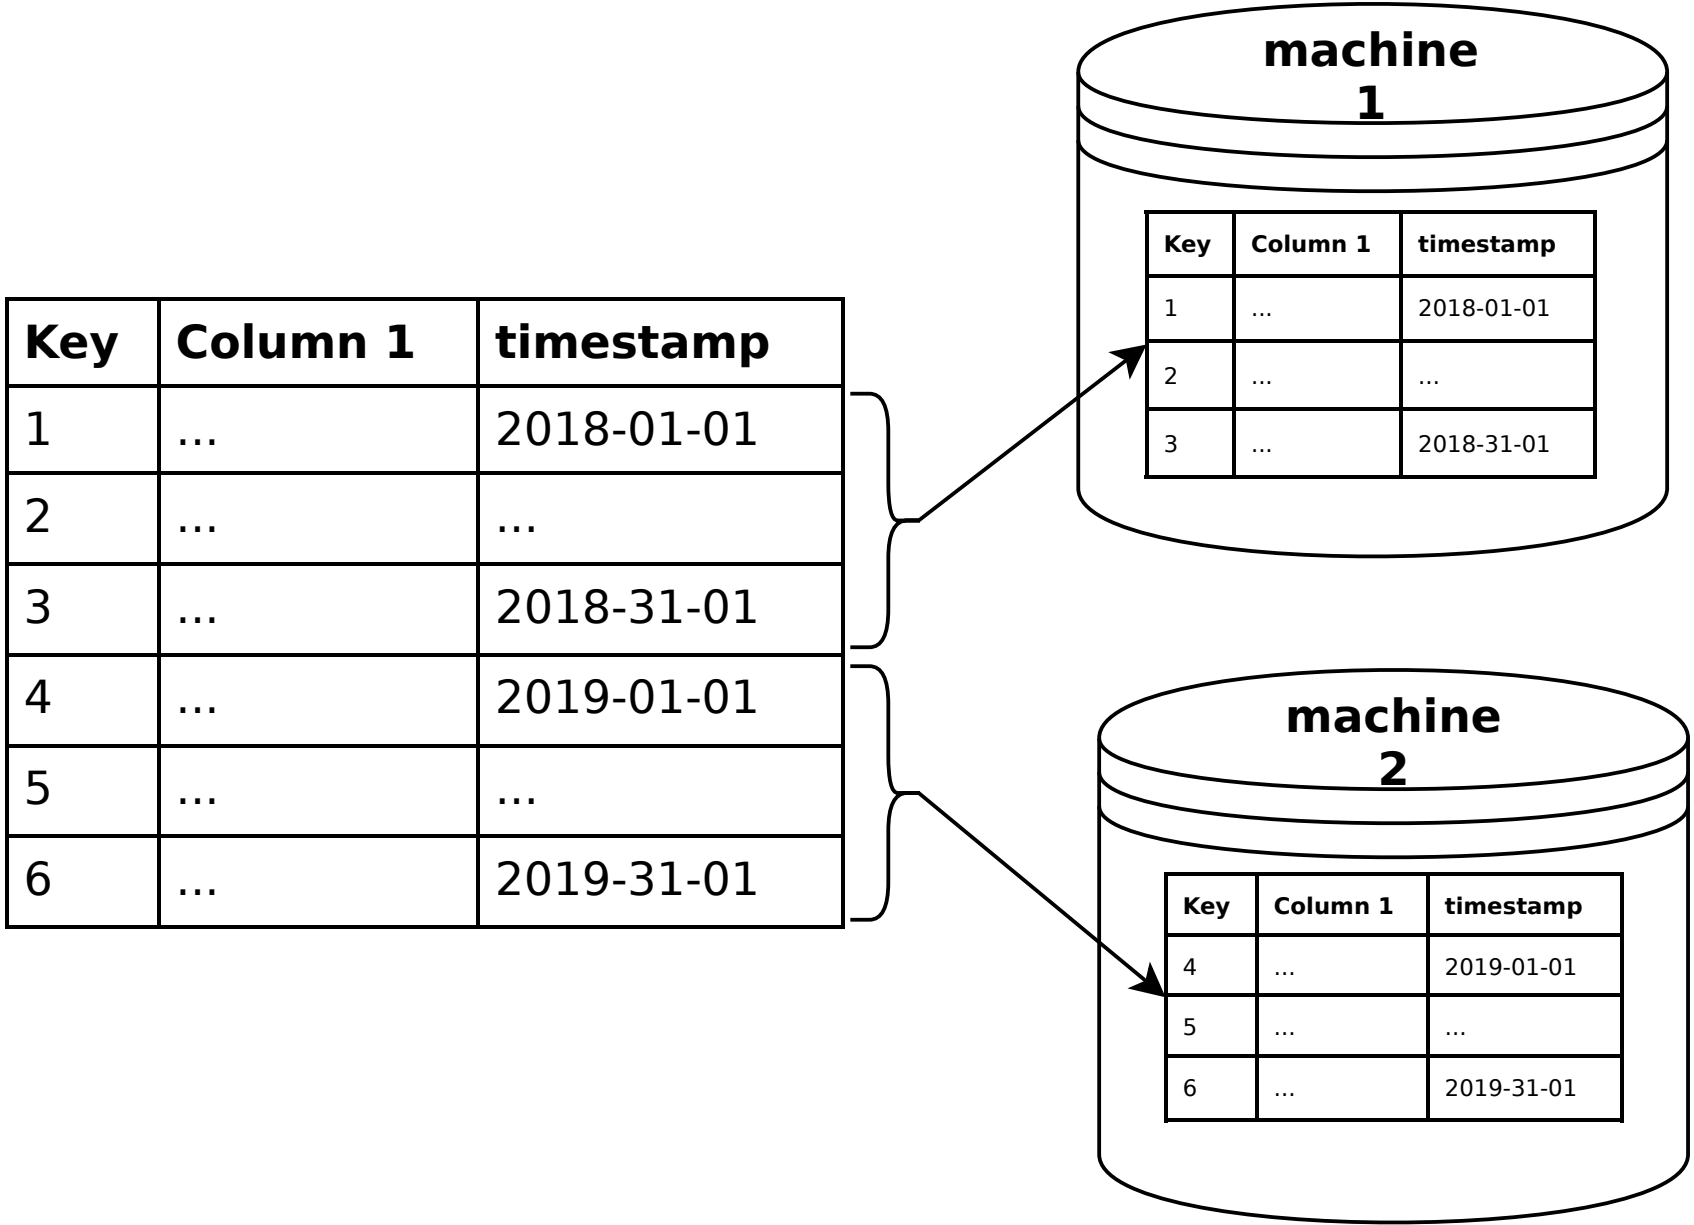 Key Column 1 timestamp
1 ... 2018-01-01
2 ... ...
3 ... 2018-31-01
4 ... 2019-01-01
5 ... ...
6 ... 2019-31-01
machine
1
Key Column 1 timestamp
1 ... 2018-01-01
2 ... ...
3 ... 2018-31-01
machine
2
Key Column 1 timestamp
4 ... 2019-01-01
5 ... ...
6 ... 2019-31-01